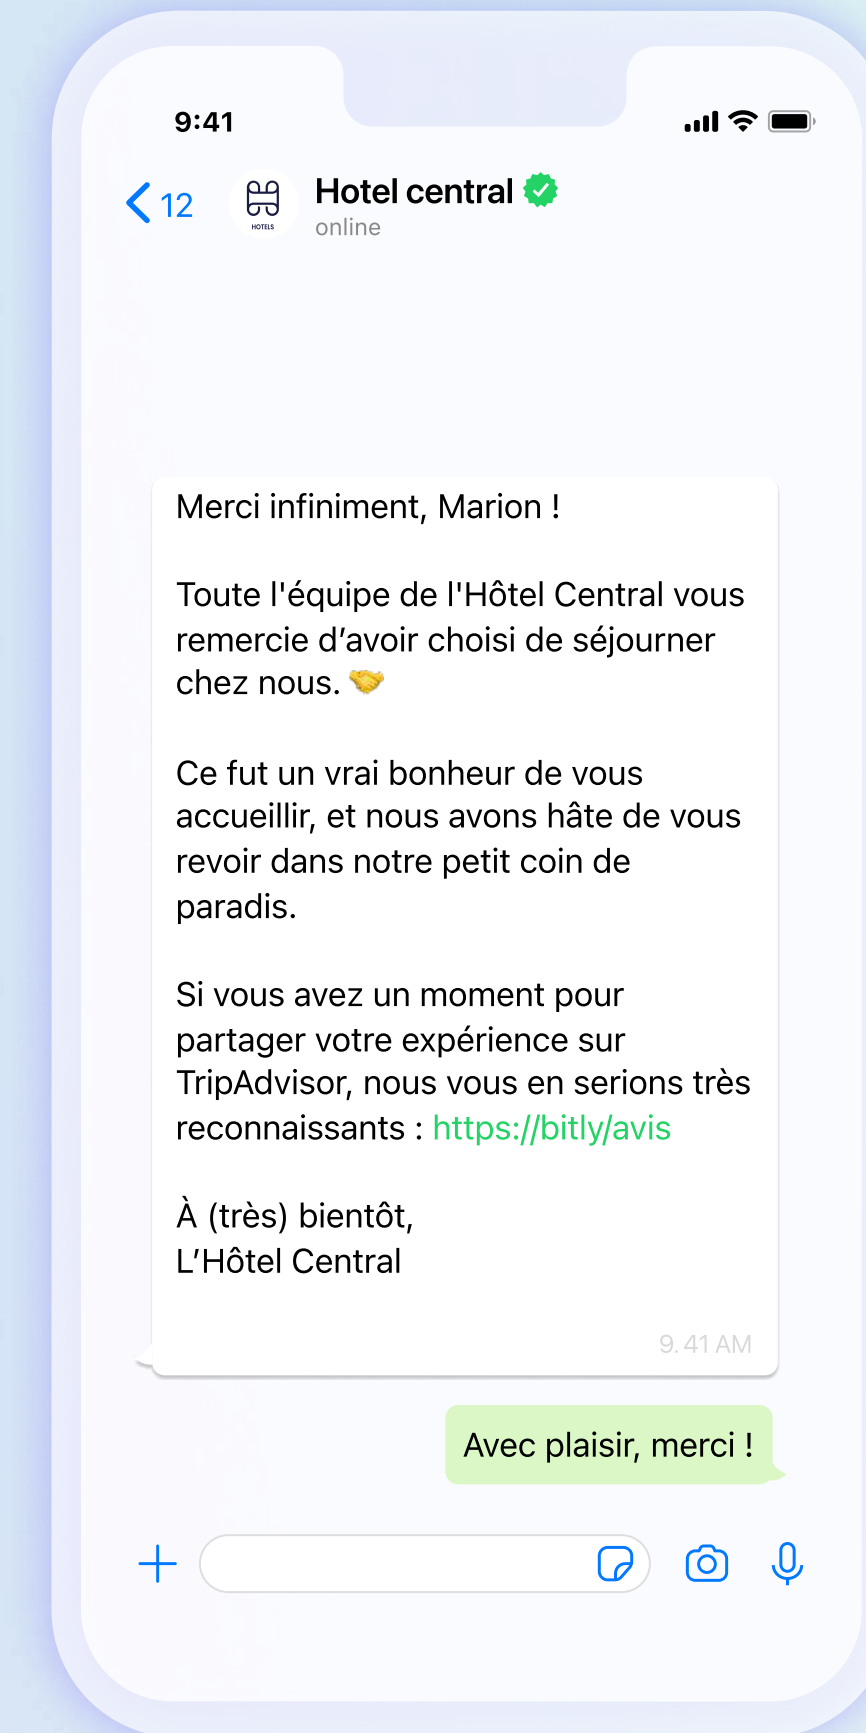 9:41
12
HOTELS
Hotel central
online
Merci infiniment, Marion !
Toute l'équipe de l'Hôtel Central vous
remercie d’avoir choisi de séjourner
chez nous. 🤝
Ce fut un vrai bonheur de vous
accueillir, et nous avons hâte de vous
revoir dans notre petit coin de
paradis.
Si vous avez un moment pour
partager votre expérience sur
TripAdvisor, nous vous en serions très
reconnaissants : https://bitly/avis
À (très) bientôt,
L’Hôtel Central
9.41 AM
Avec plaisir, merci !